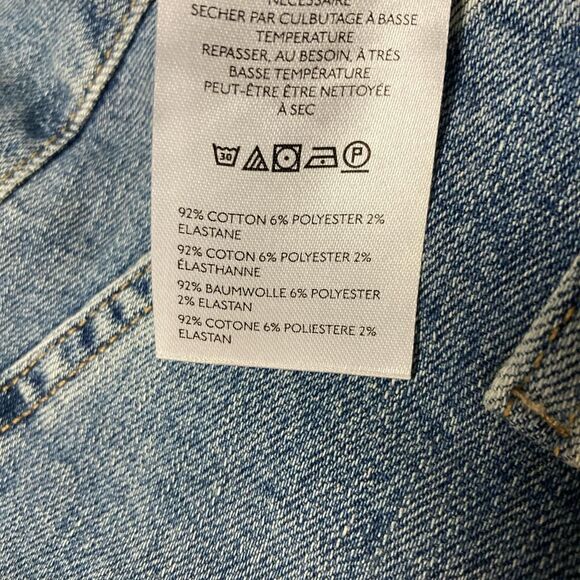 NÉCESSAIRE
SECHER PAR CULBUTAGE À BASSE
TEMPERATURE
REPASSER, AU BESOIN, À TRÉS
BASSE TEMPÉRATURE
PEUT-ÊTRE ÊTRE NETTOYÉE
À SEC
30 P
92% COTTON 6% POLYESTER 2%
ELASTANE
92% COTON 6% POLYESTER 2%
ÉLASTHANNE
92% BAUMWOLLE 6% POLYESTER
2% ELASTAN
92% COTONE 6% POLIESTERE 2%
ELASTAN